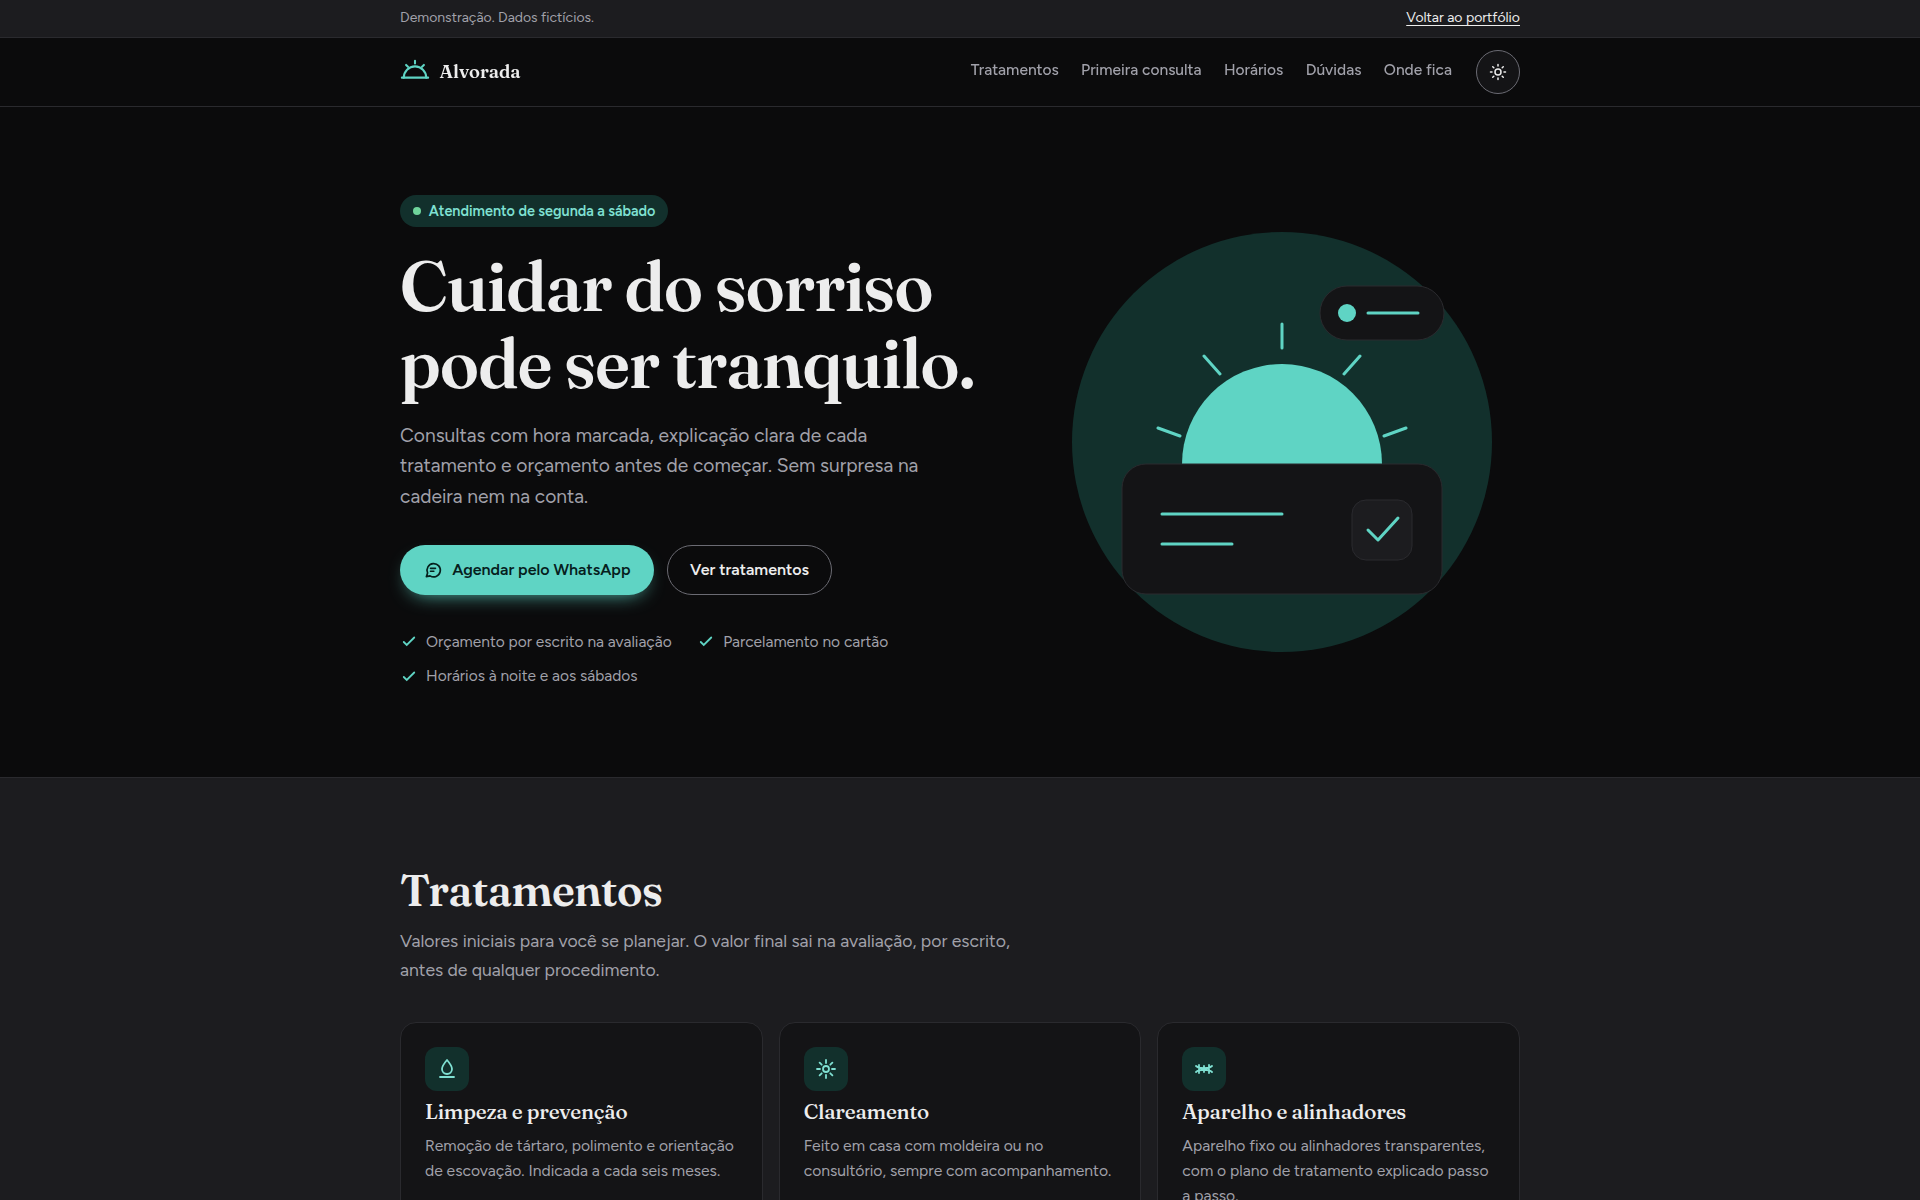 Demonstração. Dados fictícios.
Voltar ao portfólio
Alvorada
Tratamentos
Primeira consulta
Horários
Dúvidas
Onde fica
Atendimento de segunda a sábado
Cuidar do sorriso
pode ser tranquilo.
Consultas com hora marcada, explicação clara de cada
tratamento e orçamento antes de começar. Sem surpresa na
cadeira nem na conta.
Agendar pelo WhatsApp
Ver tratamentos
Orçamento por escrito na avaliação
Parcelamento no cartão
Horários à noite e aos sábados
Tratamentos
Valores iniciais para você se planejar. O valor final sai na avaliação, por escrito,
antes de qualquer procedimento.
Limpeza e prevenção
Remoção de tártaro, polimento e orientação
de escovação. Indicada a cada seis meses.
Clareamento
Feito em casa com moldeira ou no
consultório, sempre com acompanhamento.
Aparelho e alinhadores
Aparelho fixo ou alinhadores transparentes,
com o plano de tratamento explicado passo
a passo.